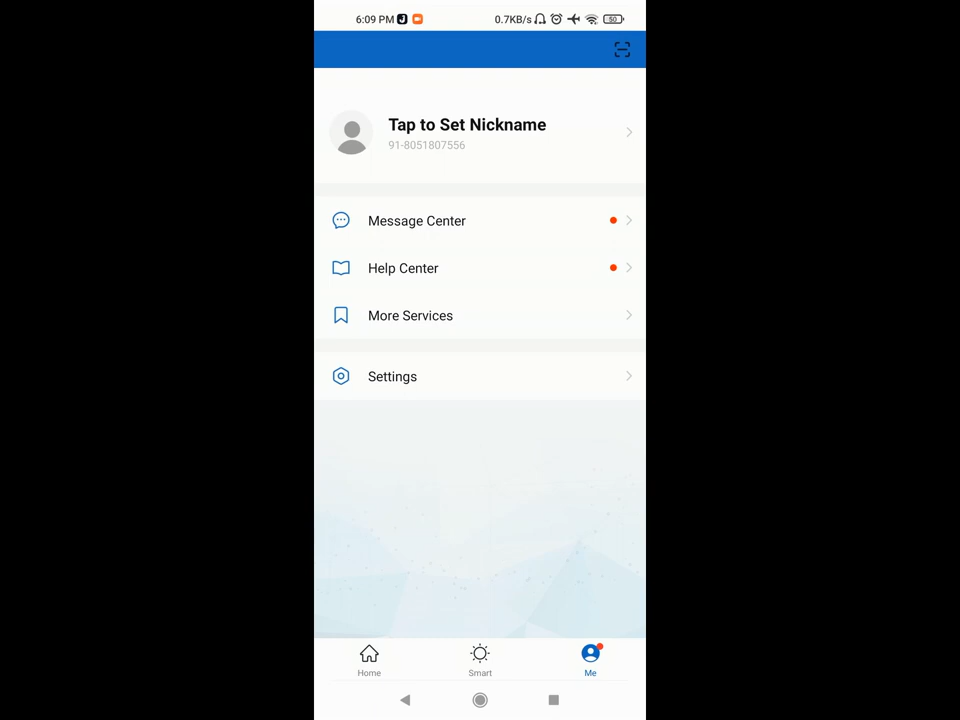 6:09 PM
0.7KB/s
50
Tap to Set Nickname
91-8051807556
Message Center
Help Center
More Services
Settings
Home
Smart
Me